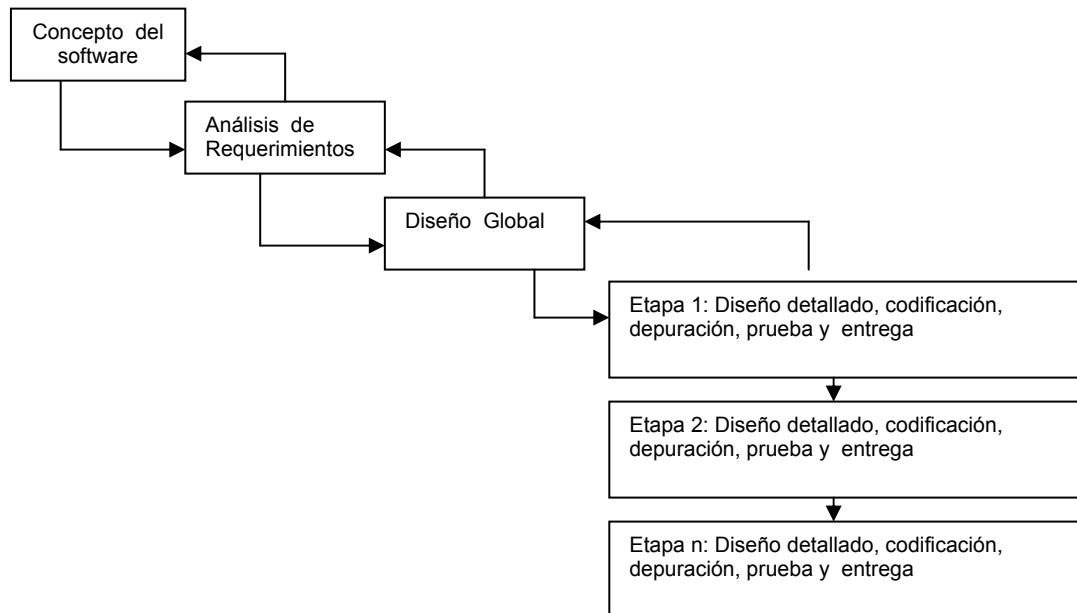 Concepto del
software
Análisis de
Requerimientos
Diseño Global
Etapa 1: Diseño detallado, codificación,
depuración, prueba y entrega
Etapa 2: Diseño detallado, codificación,
depuración, prueba y entrega
Etapa n: Diseño detallado, codificación,
depuración, prueba y entrega